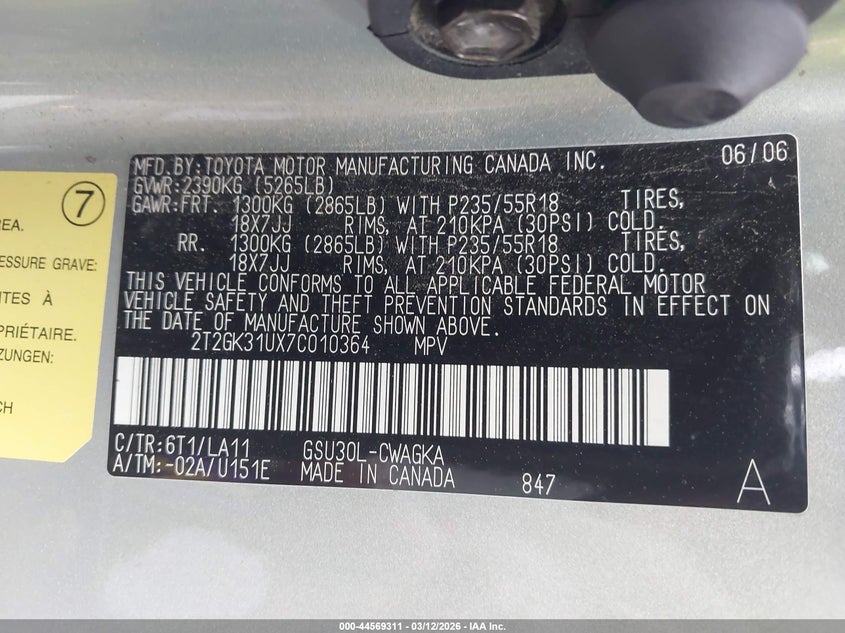 MFD.BY:TOYOTA MOTOR MANUFACTURING CANADA INC. 06/06
GVWR:2390KG (5265LB)
GAWR:FRT. 1300KG (2865LB) WITH P235/55R18 TIRES,
18X7JJ RIMS, AT 210KPA (30PSI) COLD.
RR. 1300KG (2865LB) WITH P235/55R18 TIRES,
18X7JJ RIMS, AT 210KPA (30PSI) COLD.
THIS VEHICLE CONFORMS TO ALL APPLICABLE FEDERAL MOTOR
VEHICLE SAFETY AND THEFT PREVENTION STANDARDS IN EFFECT ON
THE DATE OF MANUFACTURE SHOWN ABOVE.
2T2GK31UX7C010364 MPV
C/TR:6T1/LA11 GSU30L-CWAGKA
A/TM:-02A/U151E MADE IN CANADA 847 A
7
REA.
ESSURE GRAVE:
ITES À
PRIÉTAIRE.
ZUNGEN:
CH
000-44569311 - 03/12/2026 - IAA Inc.